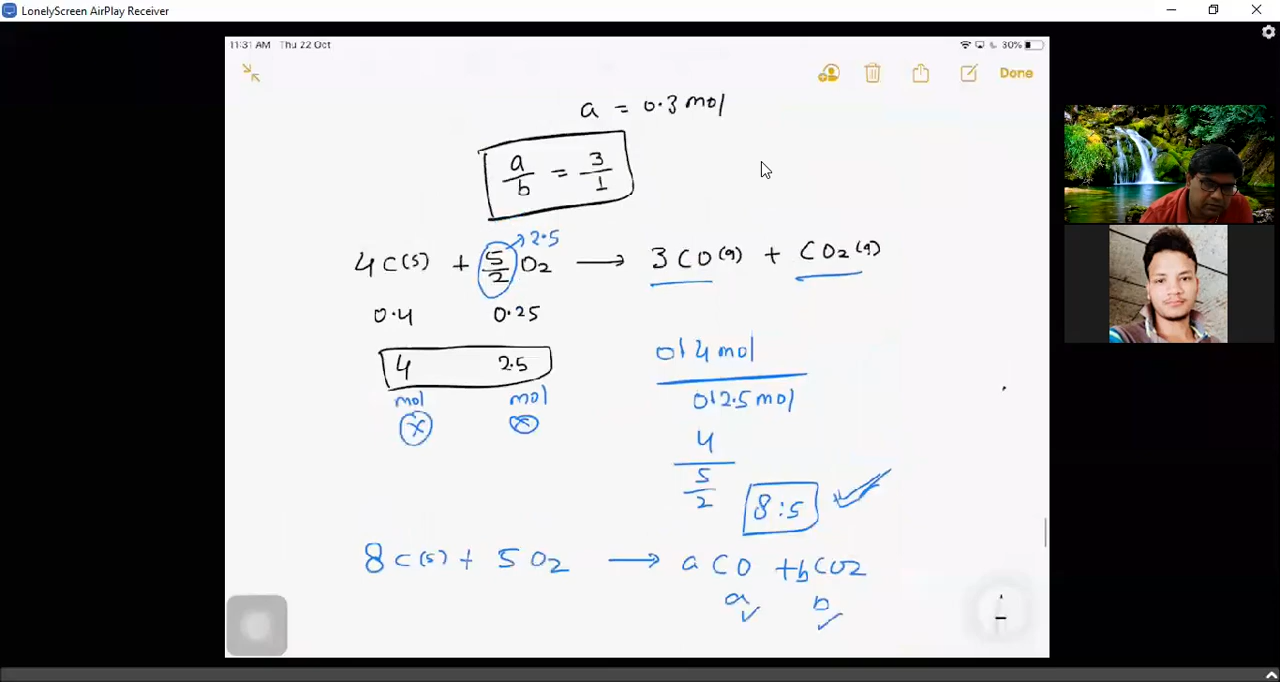 LonelyScreen AirPlay Receiver
11:31 AM Thu 22 Oct
30%
Done
a = 0.3 mol
a/b = 3/1
2.5
4C(s) + 5/2 O2 → 3CO(g) + CO2(g)
0.4 0.25
4 2.5
mol mol
x x
0.4 mol
0.2.5 mol
4
5/2
8:5
8C(s) + 5O2 → aCO + bCO2
a b